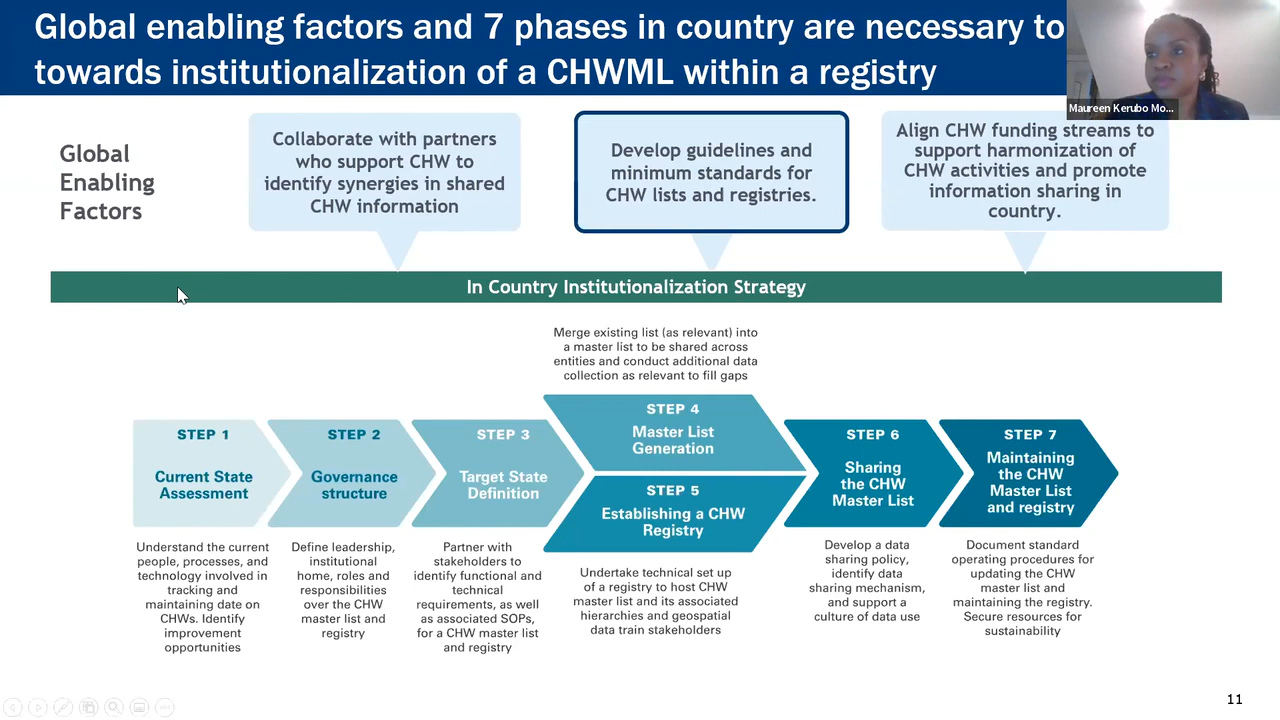 Global enabling factors and 7 phases in country are necessary to
towards institutionalization of a CHWML within a registry
Maureen Kerubo Mo...
Global
Enabling
Factors
Collaborate with partners
who support CHW to
identify synergies in shared
CHW information
Develop guidelines and
minimum standards for
CHW lists and registries.
Align CHW funding streams to
support harmonization of
CHW activities and promote
information sharing in
country.
In Country Institutionalization Strategy
Merge existing list (as relevant) into
a master list to be shared across
entities and conduct additional data
collection as relevant to fill gaps
STEP 1
Current State
Assessment
Understand the current
people, processes, and
technology involved in
tracking and
maintaining date on
CHWs. Identify
improvement
opportunities
STEP 2
Governance
structure
Define leadership,
institutional
home, roles and
responsibilities
over the CHW
master list and
registry
STEP 3
Target State
Definition
Partner with
stakeholders to
identify functional and
technical
requirements, as well
as associated SOPs,
for a CHW master list
and registry
STEP 4
Master List
Generation
STEP 5
Establishing a CHW
Registry
Undertake technical set up
of a registry to host CHW
master list and its associated
hierarchies and geospatial
data train stakeholders
STEP 6
Sharing
the CHW
Master List
Develop a data
sharing policy,
identify data
sharing mechanism,
and support a
culture of data use
STEP 7
Maintaining
the CHW
Master List
and registry
Document standard
operating procedures for
updating the CHW
master list and
maintaining the registry.
Secure resources for
sustainability
11